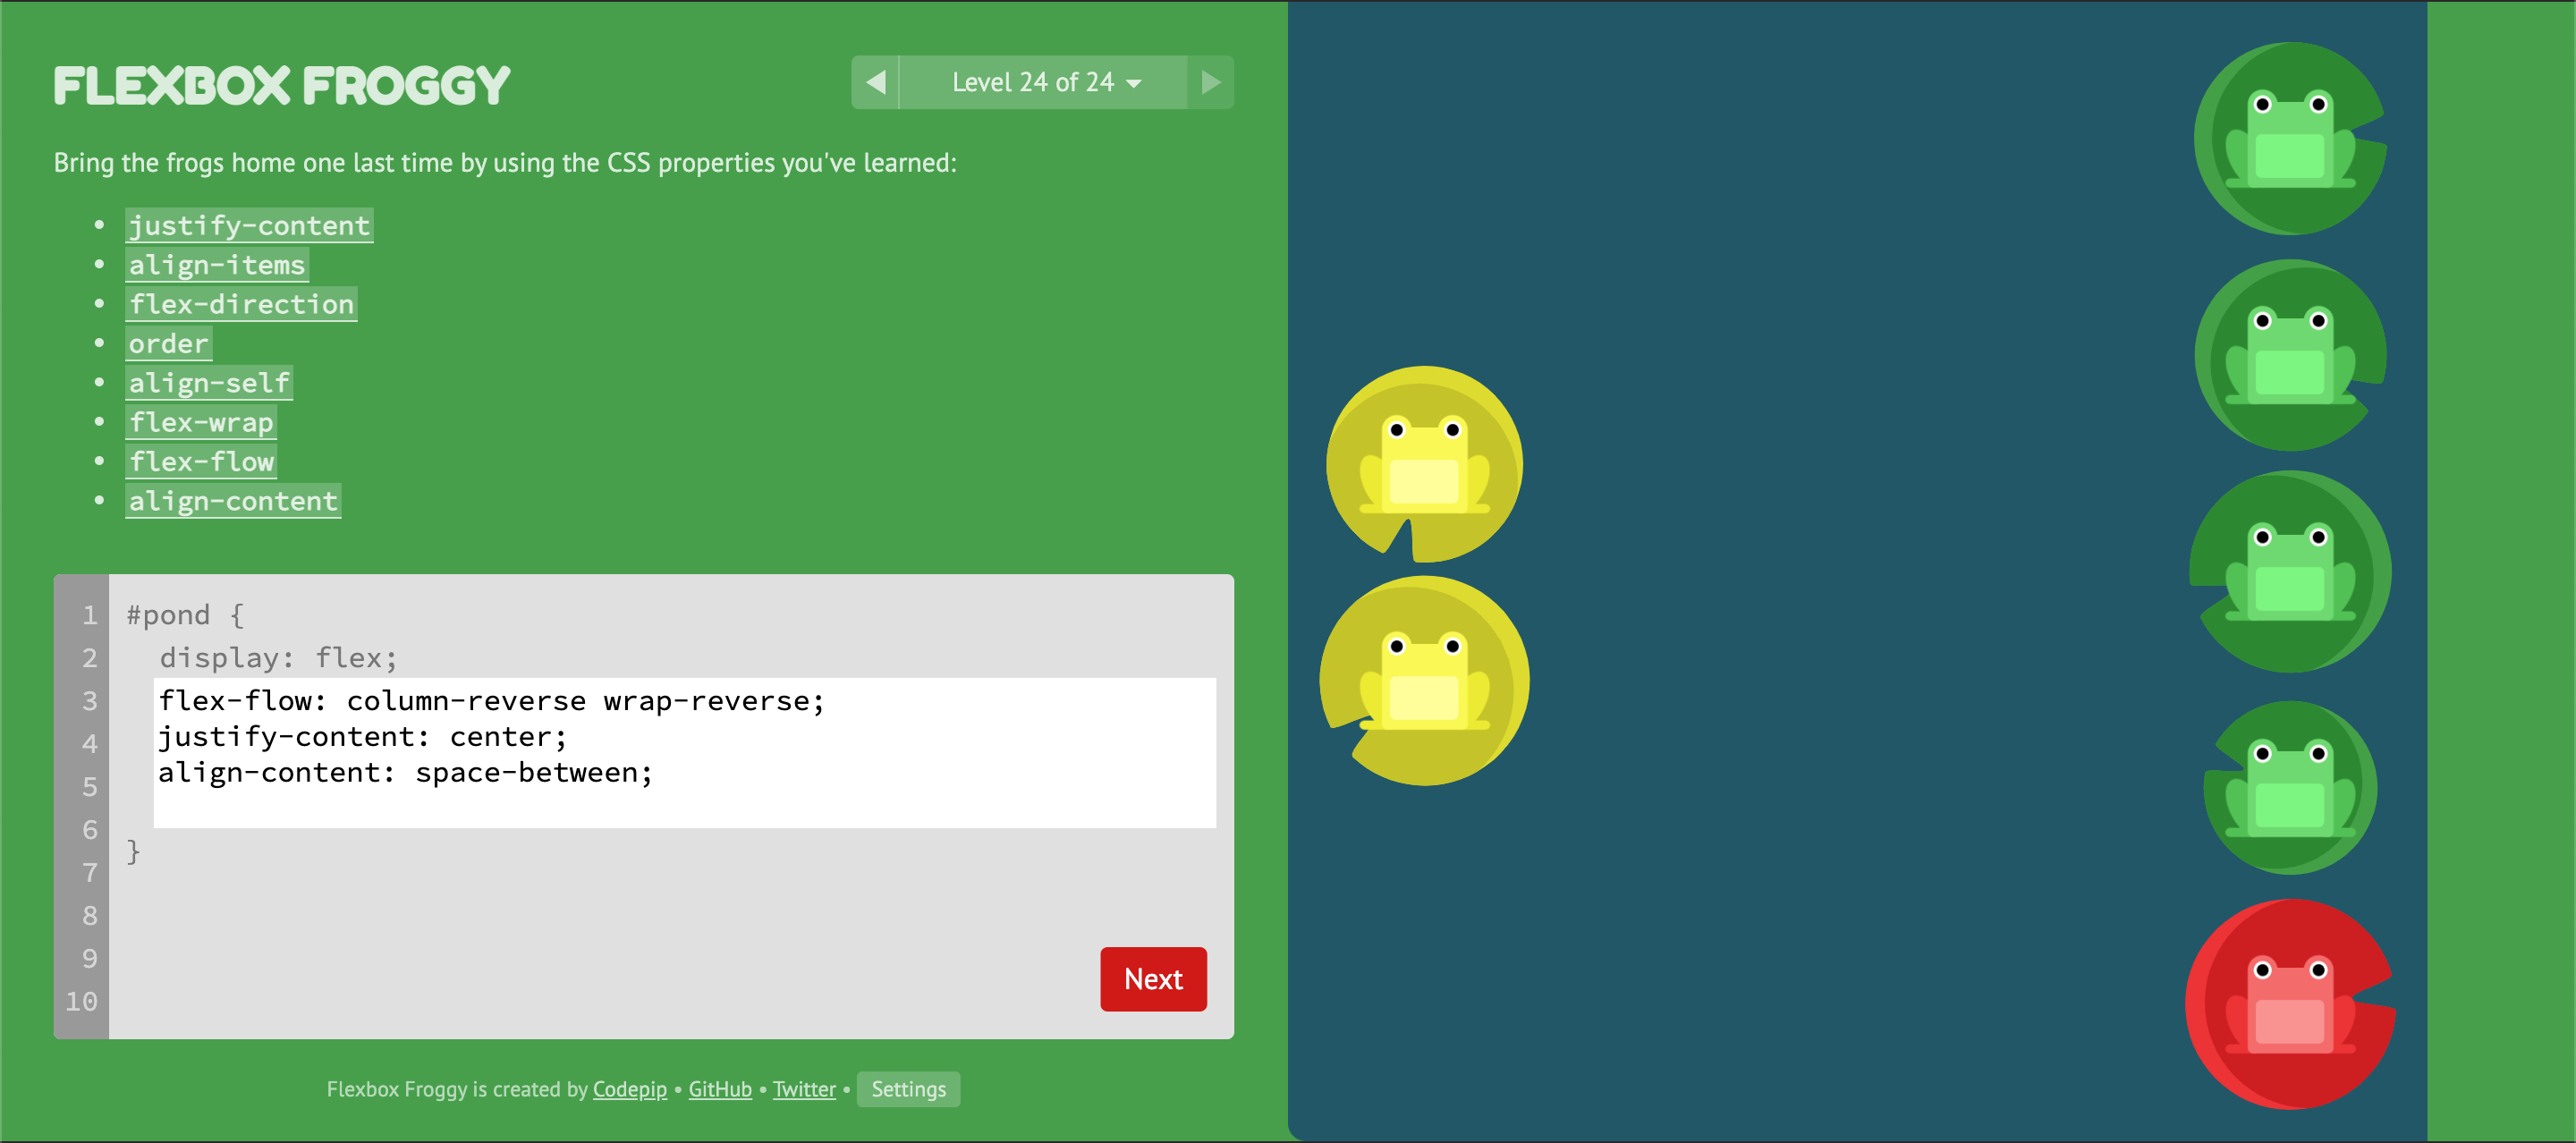 FLEXBOX FROGGY
Level 24 of 24
Bring the frogs home one last time by using the CSS properties you've learned:
• justify-content
• align-items
• flex-direction
• order
• align-self
• flex-wrap
• flex-flow
• align-content
1 #pond {
2 display: flex;
3 flex-flow: column-reverse wrap-reverse;
4 justify-content: center;
5 align-content: space-between;
6
}
7
8
9
10
Next
Flexbox Froggy is created by Codepip • GitHub • Twitter • Settings